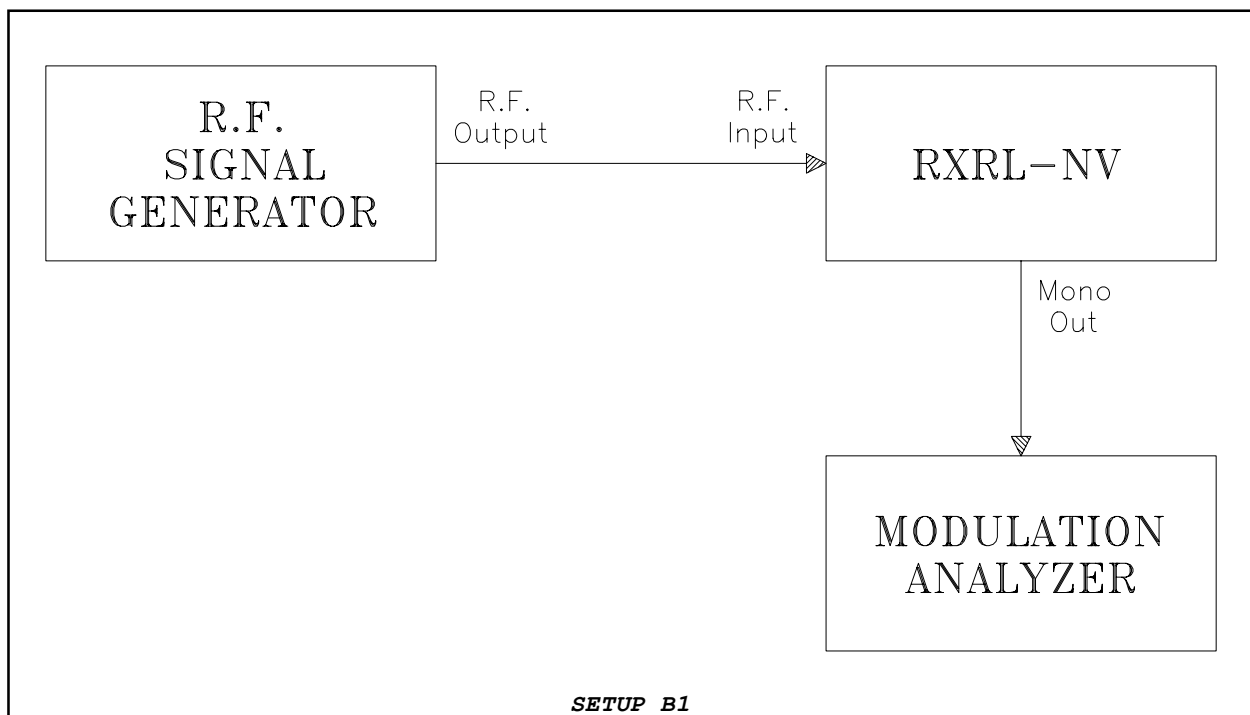 R.F.
SIGNAL
GENERATOR
R.F.
Output
R.F.
Input
RXRL-NV
Mono
Out
MODULATION
ANALYZER
SETUP B1